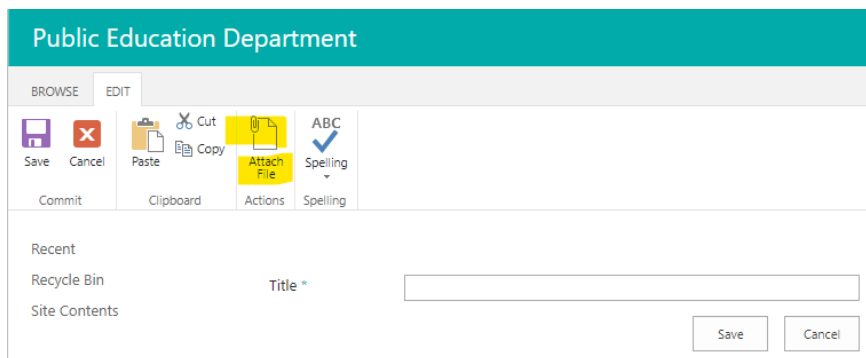 Public Education Department
BROWSE EDIT
Cut
ABC
Copy
Save Cancel Paste Attach File Spelling
Commit Clipboard Actions Spelling
Recent
Recycle Bin
Title *
Site Contents
Save Cancel